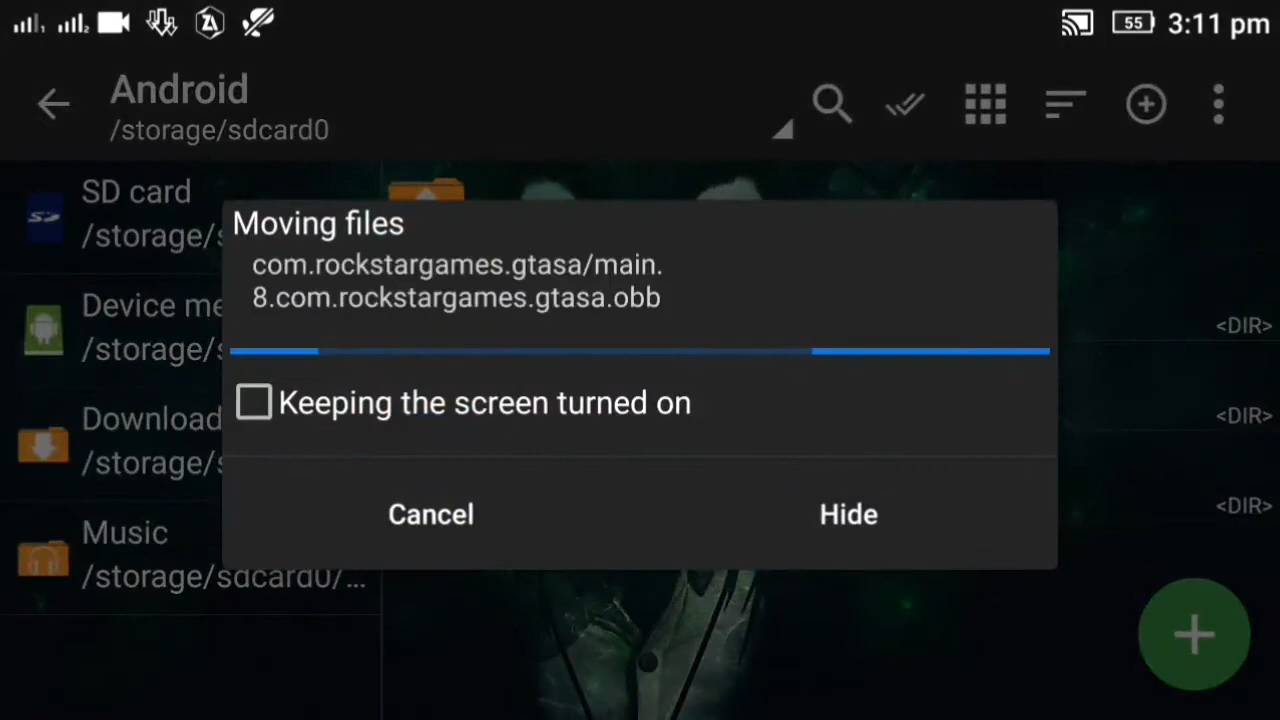 55 3:11 pm
Android
/storage/sdcard0
SD card
/storage/s
Device me
/storage/s
Download
/storage/s
Music
/storage/sdcard0/...
Moving files
com.rockstargames.gtasa/main.
8.com.rockstargames.gtasa.obb
Keeping the screen turned on
Cancel Hide
<DIR>
<DIR>
<DIR>